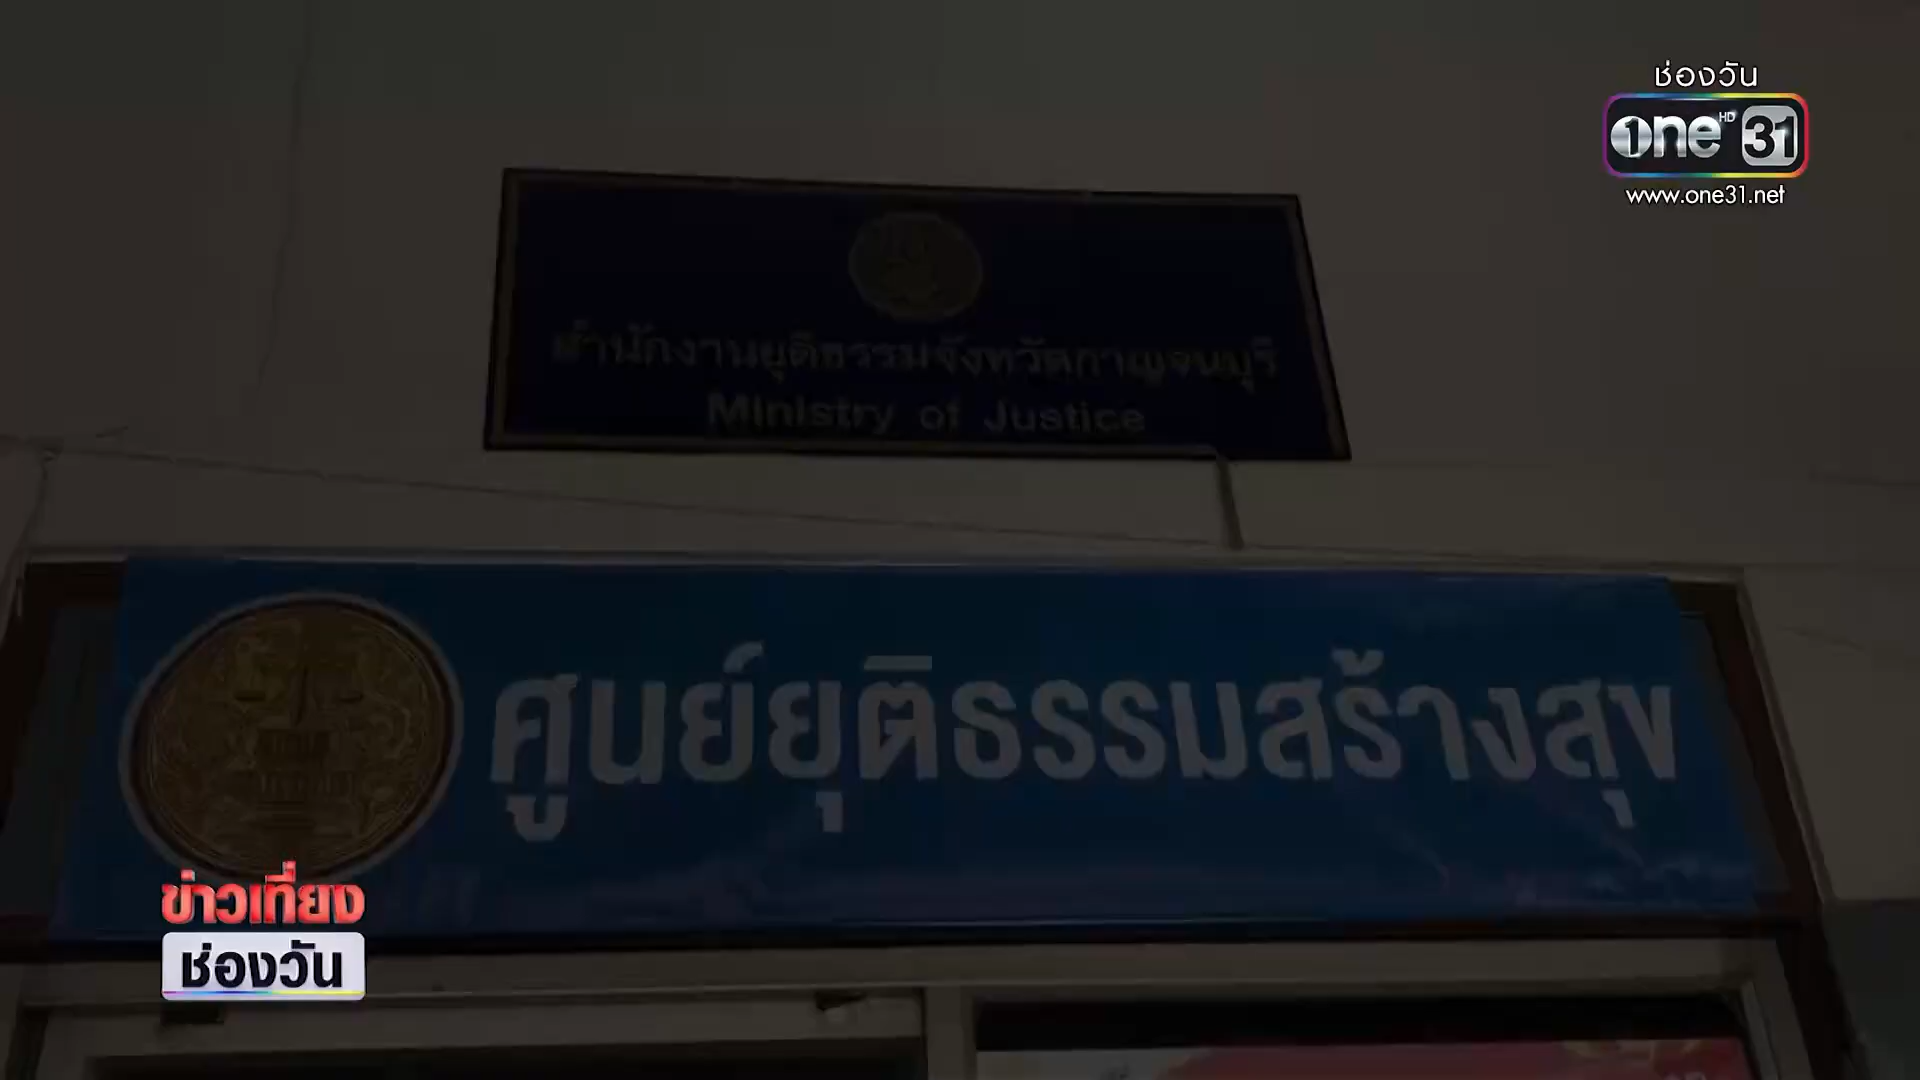 ช่องวัน
one HD 31
www.one31.net
สำนักงานยุติธรรมจังหวัดกาญจนบุรี
Ministry of Justice
ศูนย์ยุติธรรมสร้างสุข
ข่าวเที่ยง
ช่องวัน